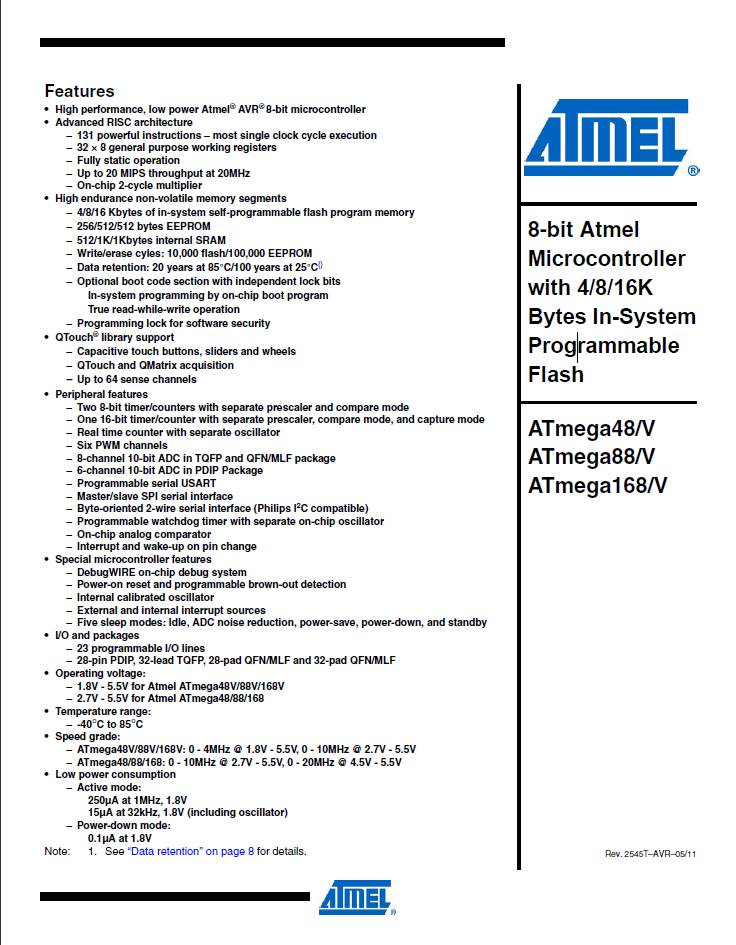 Features
• High performance, low power Atmel® AVR® 8-bit microcontroller
• Advanced RISC architecture
– 131 powerful instructions – most single clock cycle execution
– 32 × 8 general purpose working registers
– Fully static operation
– Up to 20 MIPS throughput at 20MHz
– On-chip 2-cycle multiplier
• High endurance non-volatile memory segments
– 4/8/16 Kbytes of in-system self-programmable flash program memory
– 256/512/512 bytes EEPROM
– 512/1K/1Kbytes internal SRAM
– Write/erase cyles: 10,000 flash/100,000 EEPROM
– Data retention: 20 years at 85°C/100 years at 25°C()
– Optional boot code section with independent lock bits
In-system programming by on-chip boot program
True read-while-write operation
– Programming lock for software security
• QTouch® library support
– Capacitive touch buttons, sliders and wheels
– QTouch and QMatrix acquisition
– Up to 64 sense channels
• Peripheral features
– Two 8-bit timer/counters with separate prescaler and compare mode
– One 16-bit timer/counter with separate prescaler, compare mode, and capture mode
– Real time counter with separate oscillator
– Six PWM channels
– 8-channel 10-bit ADC in TQFP and QFN/MLF package
– 6-channel 10-bit ADC in PDIP Package
– Programmable serial USART
– Master/slave SPI serial interface
– Byte-oriented 2-wire serial interface (Philips I²C compatible)
– Programmable watchdog timer with separate on-chip oscillator
– On-chip analog comparator
– Interrupt and wake-up on pin change
• Special microcontroller features
– DebugWIRE on-chip debug system
– Power-on reset and programmable brown-out detection
– Internal calibrated oscillator
– External and internal interrupt sources
– Five sleep modes: Idle, ADC noise reduction, power-save, power-down, and standby
• I/O and packages
– 23 programmable I/O lines
– 28-pin PDIP, 32-lead TQFP, 28-pad QFN/MLF and 32-pad QFN/MLF
• Operating voltage:
– 1.8V - 5.5V for Atmel ATmega48V/88V/168V
– 2.7V - 5.5V for Atmel ATmega48/88/168
• Temperature range:
– -40°C to 85°C
• Speed grade:
– ATmega48V/88V/168V: 0 - 4MHz @ 1.8V - 5.5V, 0 - 10MHz @ 2.7V - 5.5V
– ATmega48/88/168: 0 - 10MHz @ 2.7V - 5.5V, 0 - 20MHz @ 4.5V - 5.5V
• Low power consumption
– Active mode:
250µA at 1MHz, 1.8V
15µA at 32kHz, 1.8V (including oscillator)
– Power-down mode:
0.1µA at 1.8V
Note: 1. See “Data retention” on page 8 for details.
ATMEL®
8-bit Atmel
Microcontroller
with 4/8/16K
Bytes In-System
Programmable
Flash
ATmega48/V
ATmega88/V
ATmega168/V
Rev. 2545T–AVR–05/11
ATMEL®